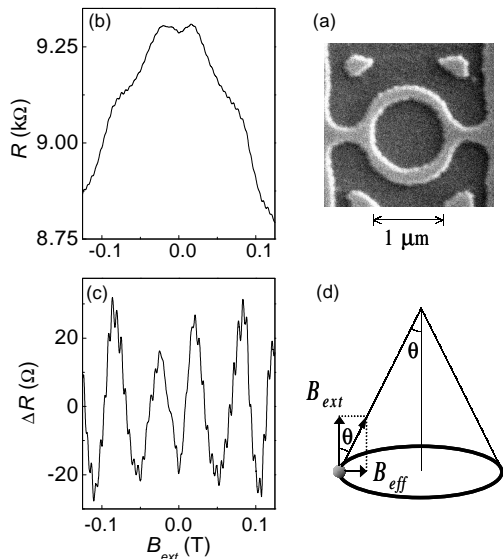 (b)
9.25
9.00
8.75
R (kΩ)
-0.1
0.0
0.1
(a)
1 μm
(c)
20
0
-20
ΔR (Ω)
-0.1
0.0
0.1
B_ext (T)
(d)
θ
B_ext
θ
B_eff